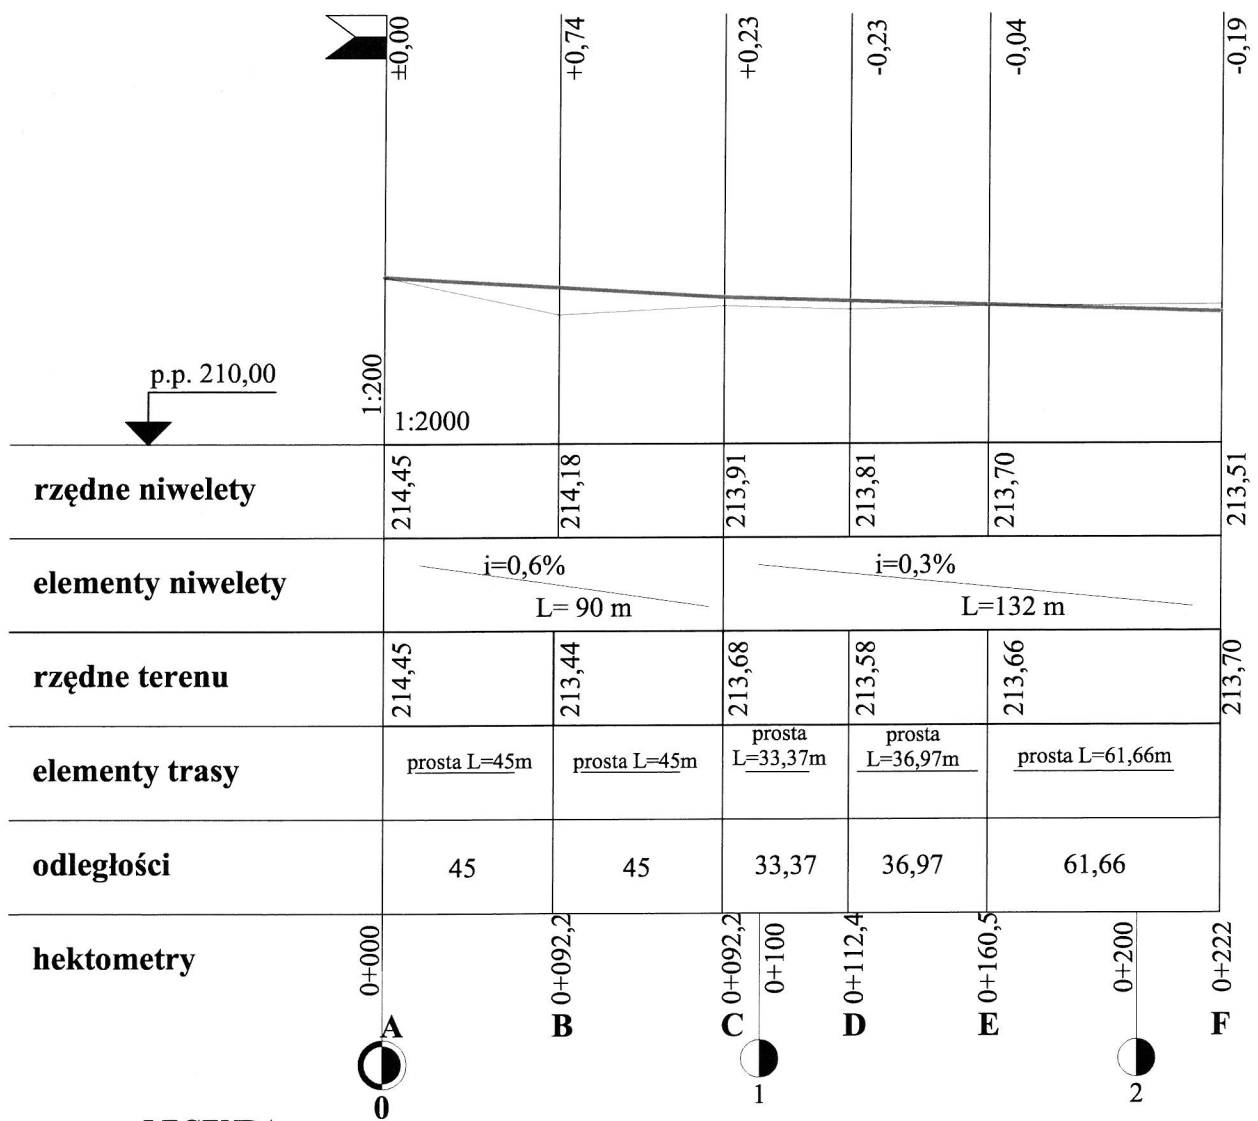 ±0,00 +0,74 +0,23 -0,23 -0,04 -0,19
p.p. 210,00
1:200
1:2000
rzędne niwelety 214,45 214,18 213,91 213,81 213,70 213,51
i=0,6% i=0,3%
elementy niwelety
L= 90 m L=132 m
rzędne terenu 214,45 213,44 213,68 213,58 213,66 213,70
prosta prosta
elementy trasy prosta L=45m prosta L=45m L=33,37m L=36,97m prosta L=61,66m
odległości 45 45 33,37 36,97 61,66
hektometry 0+000 0+092,2 0+092,2 0+100 0+112,4 0+160,5 0+200 0+222
A B C D E F
0 1 2